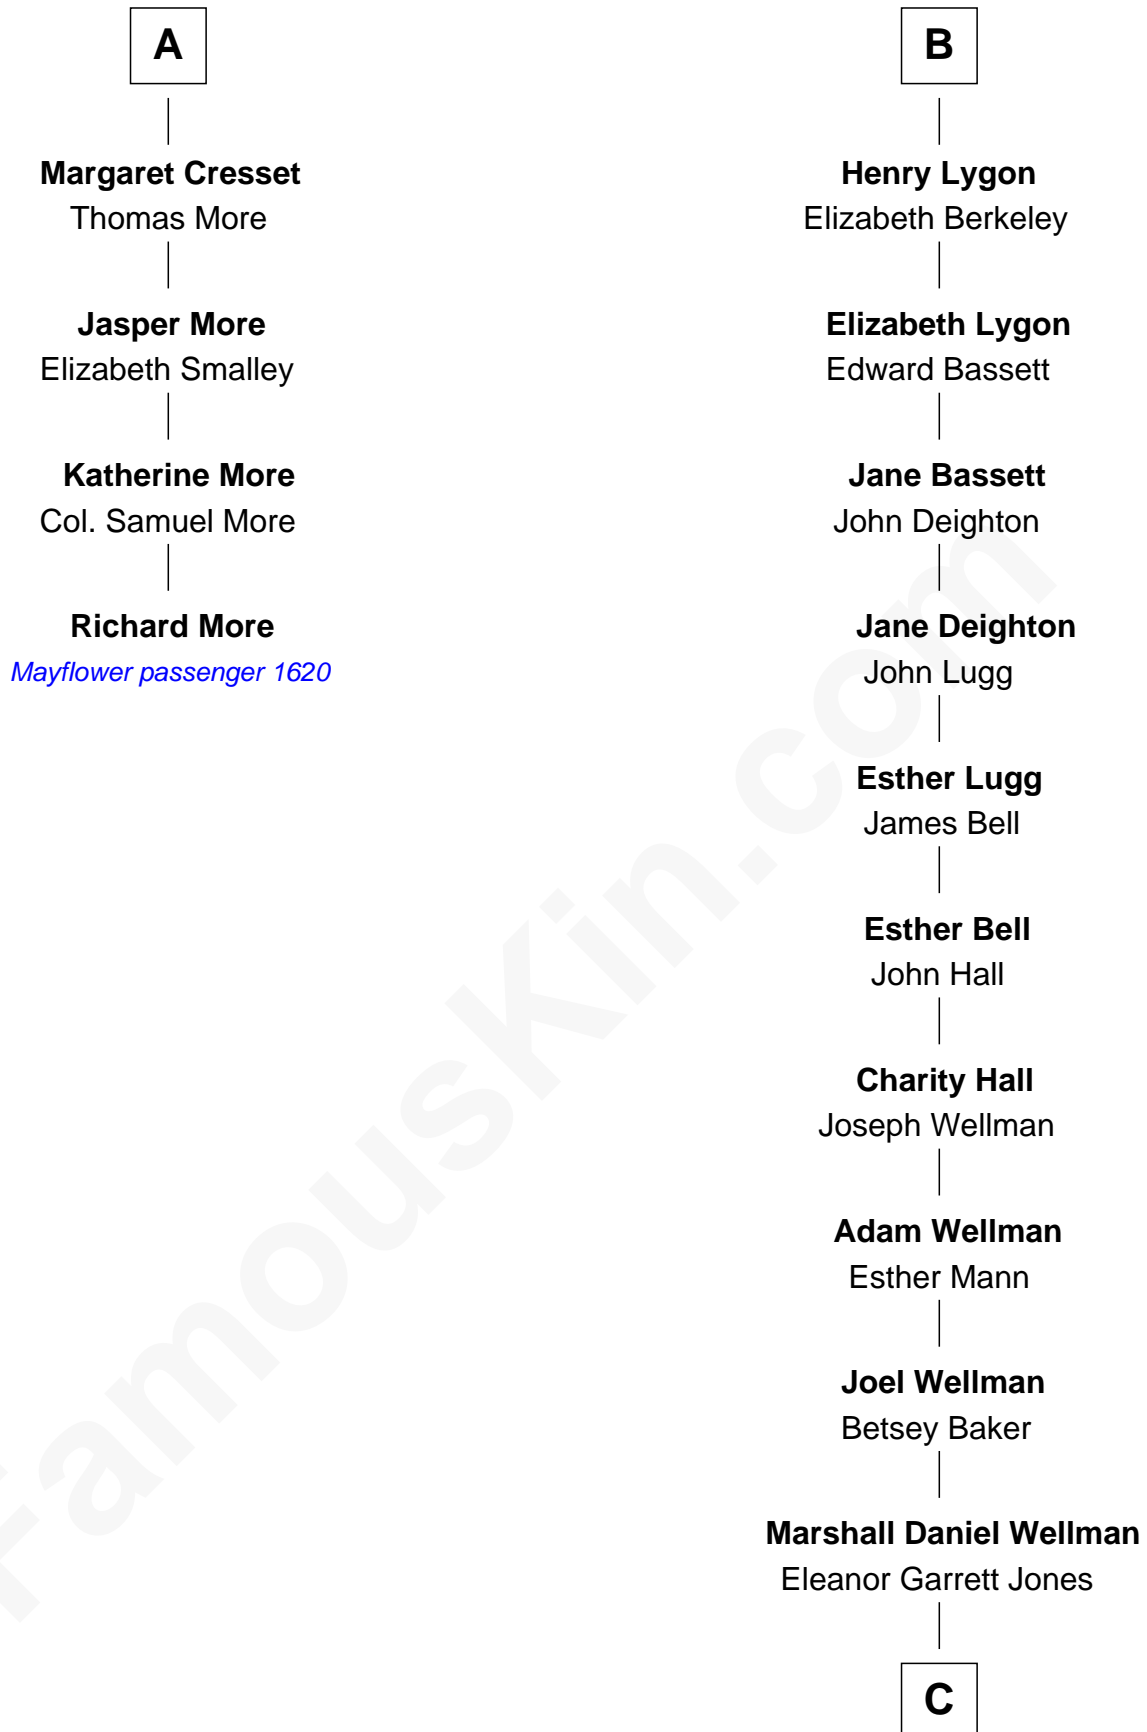 A
Margaret Cresset
Thomas More
Jasper More
Elizabeth Smalley
Katherine More
Col. Samuel More
Richard More
Mayflower passenger 1620
B
Henry Lygon
Elizabeth Berkeley
Elizabeth Lygon
Edward Bassett
Jane Bassett
John Deighton
Jane Deighton
John Lugg
Esther Lugg
James Bell
Esther Bell
John Hall
Charity Hall
Joseph Wellman
Adam Wellman
Esther Mann
Joel Wellman
Betsey Baker
Marshall Daniel Wellman
Eleanor Garrett Jones
C
FamousKin.com